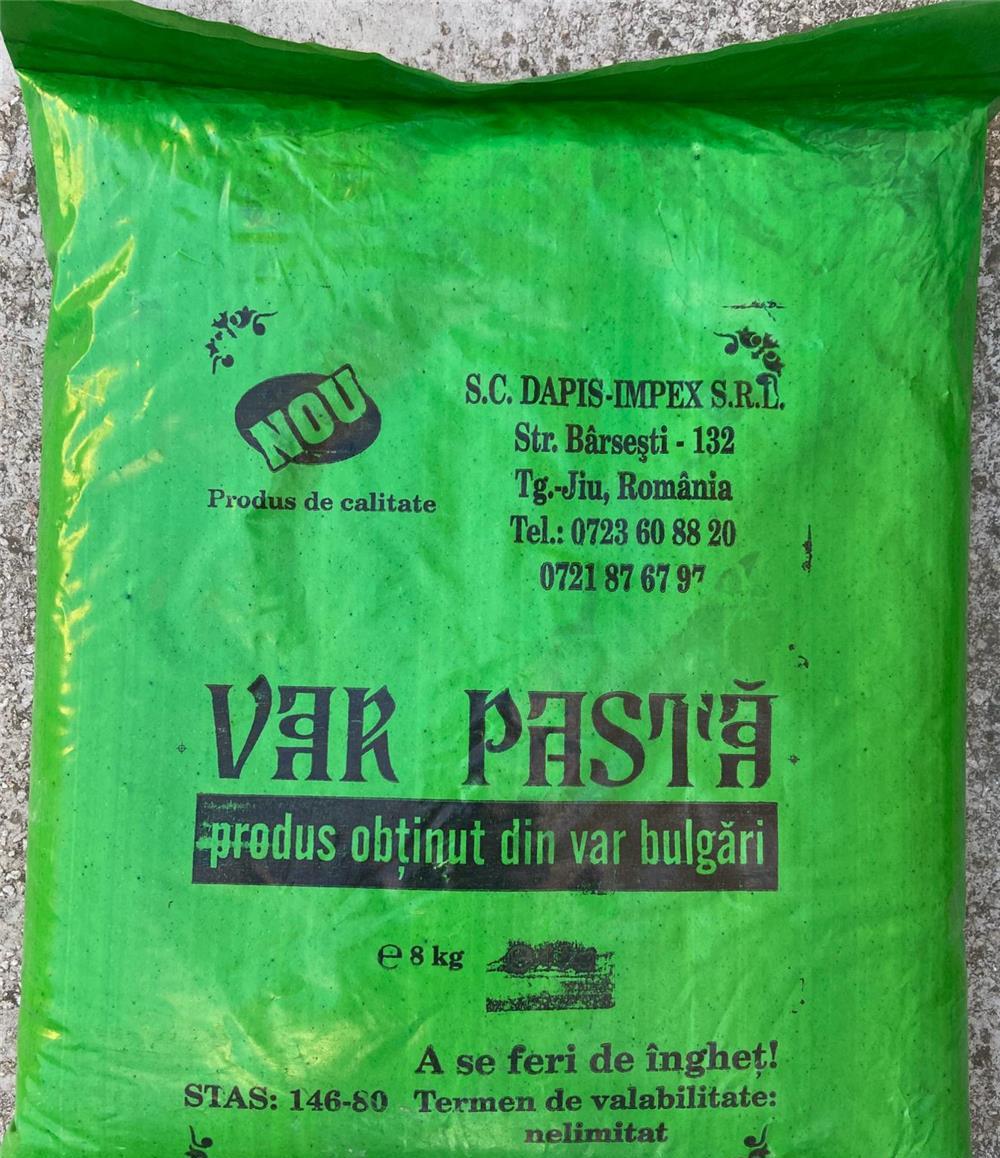 NOU
Produs de calitate
S.C. DAPIS-IMPEX S.R.L.
Str. Bârsești - 132
Tg.-Jiu, România
Tel.: 0723 60 88 20
0721 87 67 97
VAR PASTĂ
produs obținut din var bulgări
℮ 8 kg
A se feri de îngheț!
STAS: 146-80 Termen de valabilitate:
nelimitat